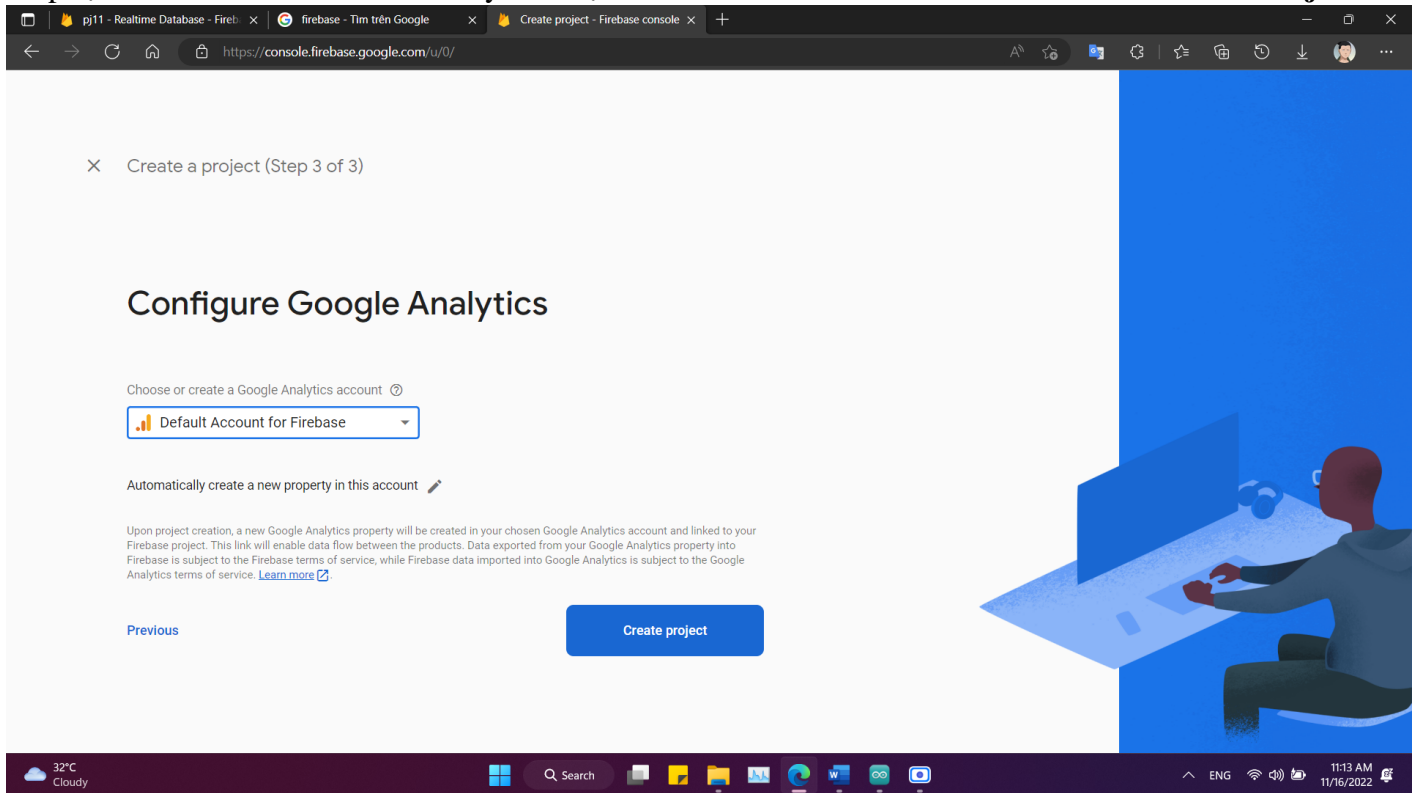 pj11 - Realtime Database - Fireb
firebase - Tìm trên Google
Create project - Firebase console
https://console.firebase.google.com/u/0/
Create a project (Step 3 of 3)
Configure Google Analytics
Choose or create a Google Analytics account
Default Account for Firebase
Automatically create a new property in this account
Upon project creation, a new Google Analytics property will be created in your chosen Google Analytics account and linked to your
Firebase project. This link will enable data flow between the products. Data exported from your Google Analytics property into
Firebase is subject to the Firebase terms of service, while Firebase data imported into Google Analytics is subject to the Google
Analytics terms of service. Learn more.
Previous
Create project
32°C
Cloudy
Search
ENG
11:13 AM
11/16/2022